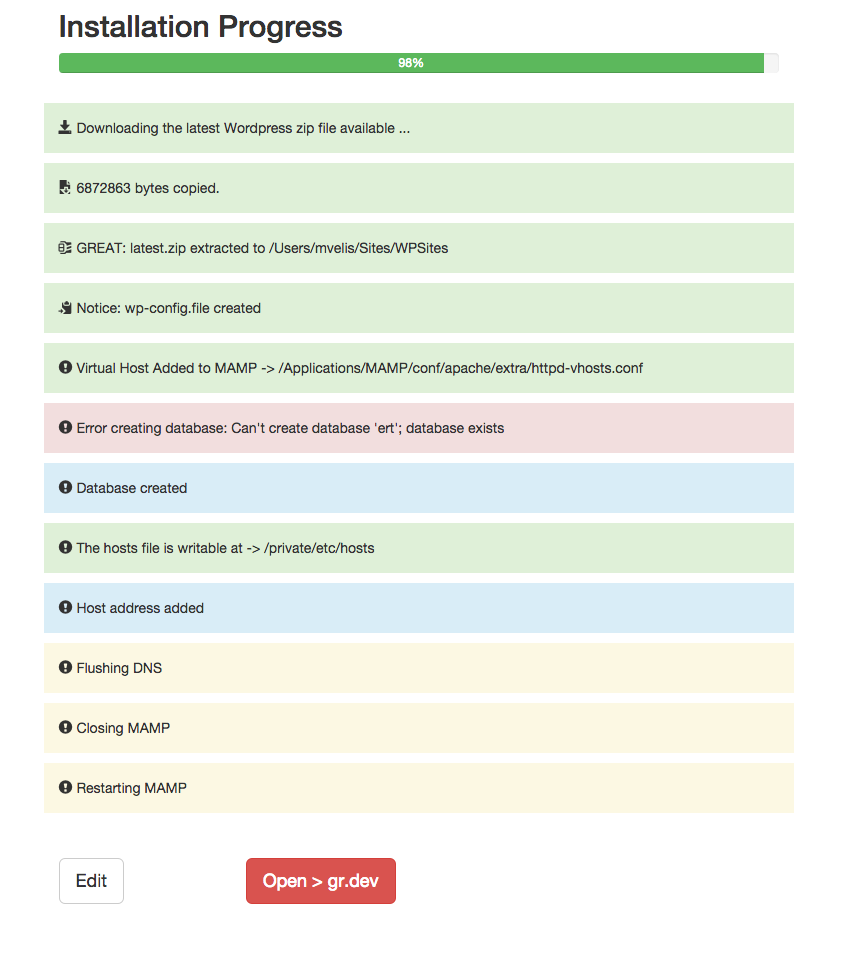 Installation Progress
98%
Downloading the latest Wordpress zip file available ...
6872863 bytes copied.
GREAT: latest.zip extracted to /Users/mvelis/Sites/WPSites
Notice: wp-config.file created
Virtual Host Added to MAMP -> /Applications/MAMP/conf/apache/extra/httpd-vhosts.conf
Error creating database: Can't create database 'ert'; database exists
Database created
The hosts file is writable at -> /private/etc/hosts
Host address added
Flushing DNS
Closing MAMP
Restarting MAMP
Edit
Open > gr.dev